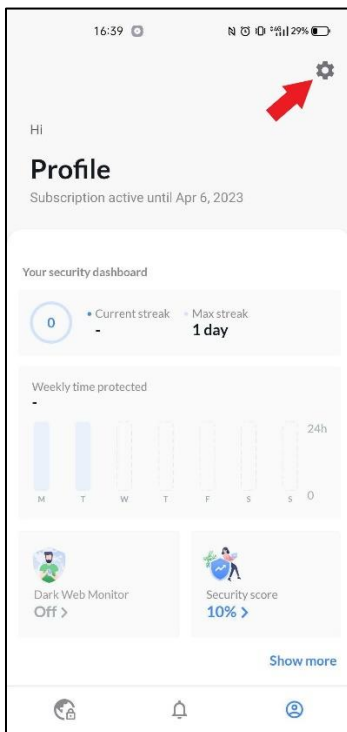 16:39
29%
Hi
Profile
Subscription active until Apr 6, 2023
Your security dashboard
0
Current streak
-
Max streak
1 day
Weekly time protected
-
24h
0
M T W T F S S
Dark Web Monitor
Off >
Security score
10% >
Show more